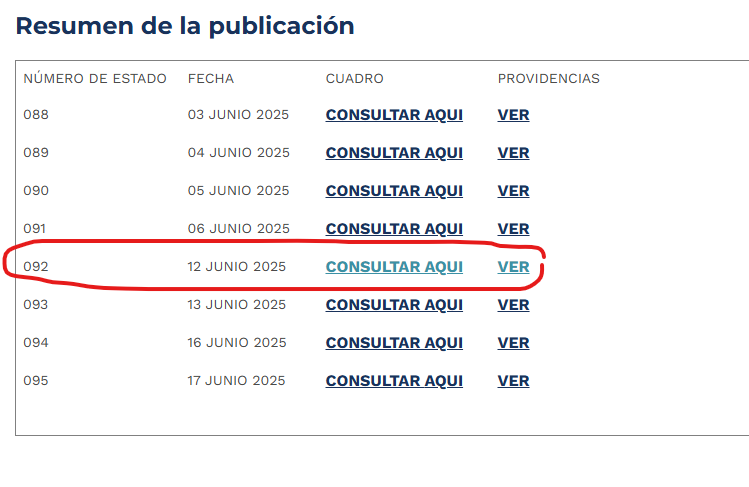 Resumen de la publicación
NÚMERO DE ESTADO FECHA CUADRO PROVIDENCIAS
088 03 JUNIO 2025 CONSULTAR AQUI VER
089 04 JUNIO 2025 CONSULTAR AQUI VER
090 05 JUNIO 2025 CONSULTAR AQUI VER
091 06 JUNIO 2025 CONSULTAR AQUI VER
092 12 JUNIO 2025 CONSULTAR AQUI VER
093 13 JUNIO 2025 CONSULTAR AQUI VER
094 16 JUNIO 2025 CONSULTAR AQUI VER
095 17 JUNIO 2025 CONSULTAR AQUI VER